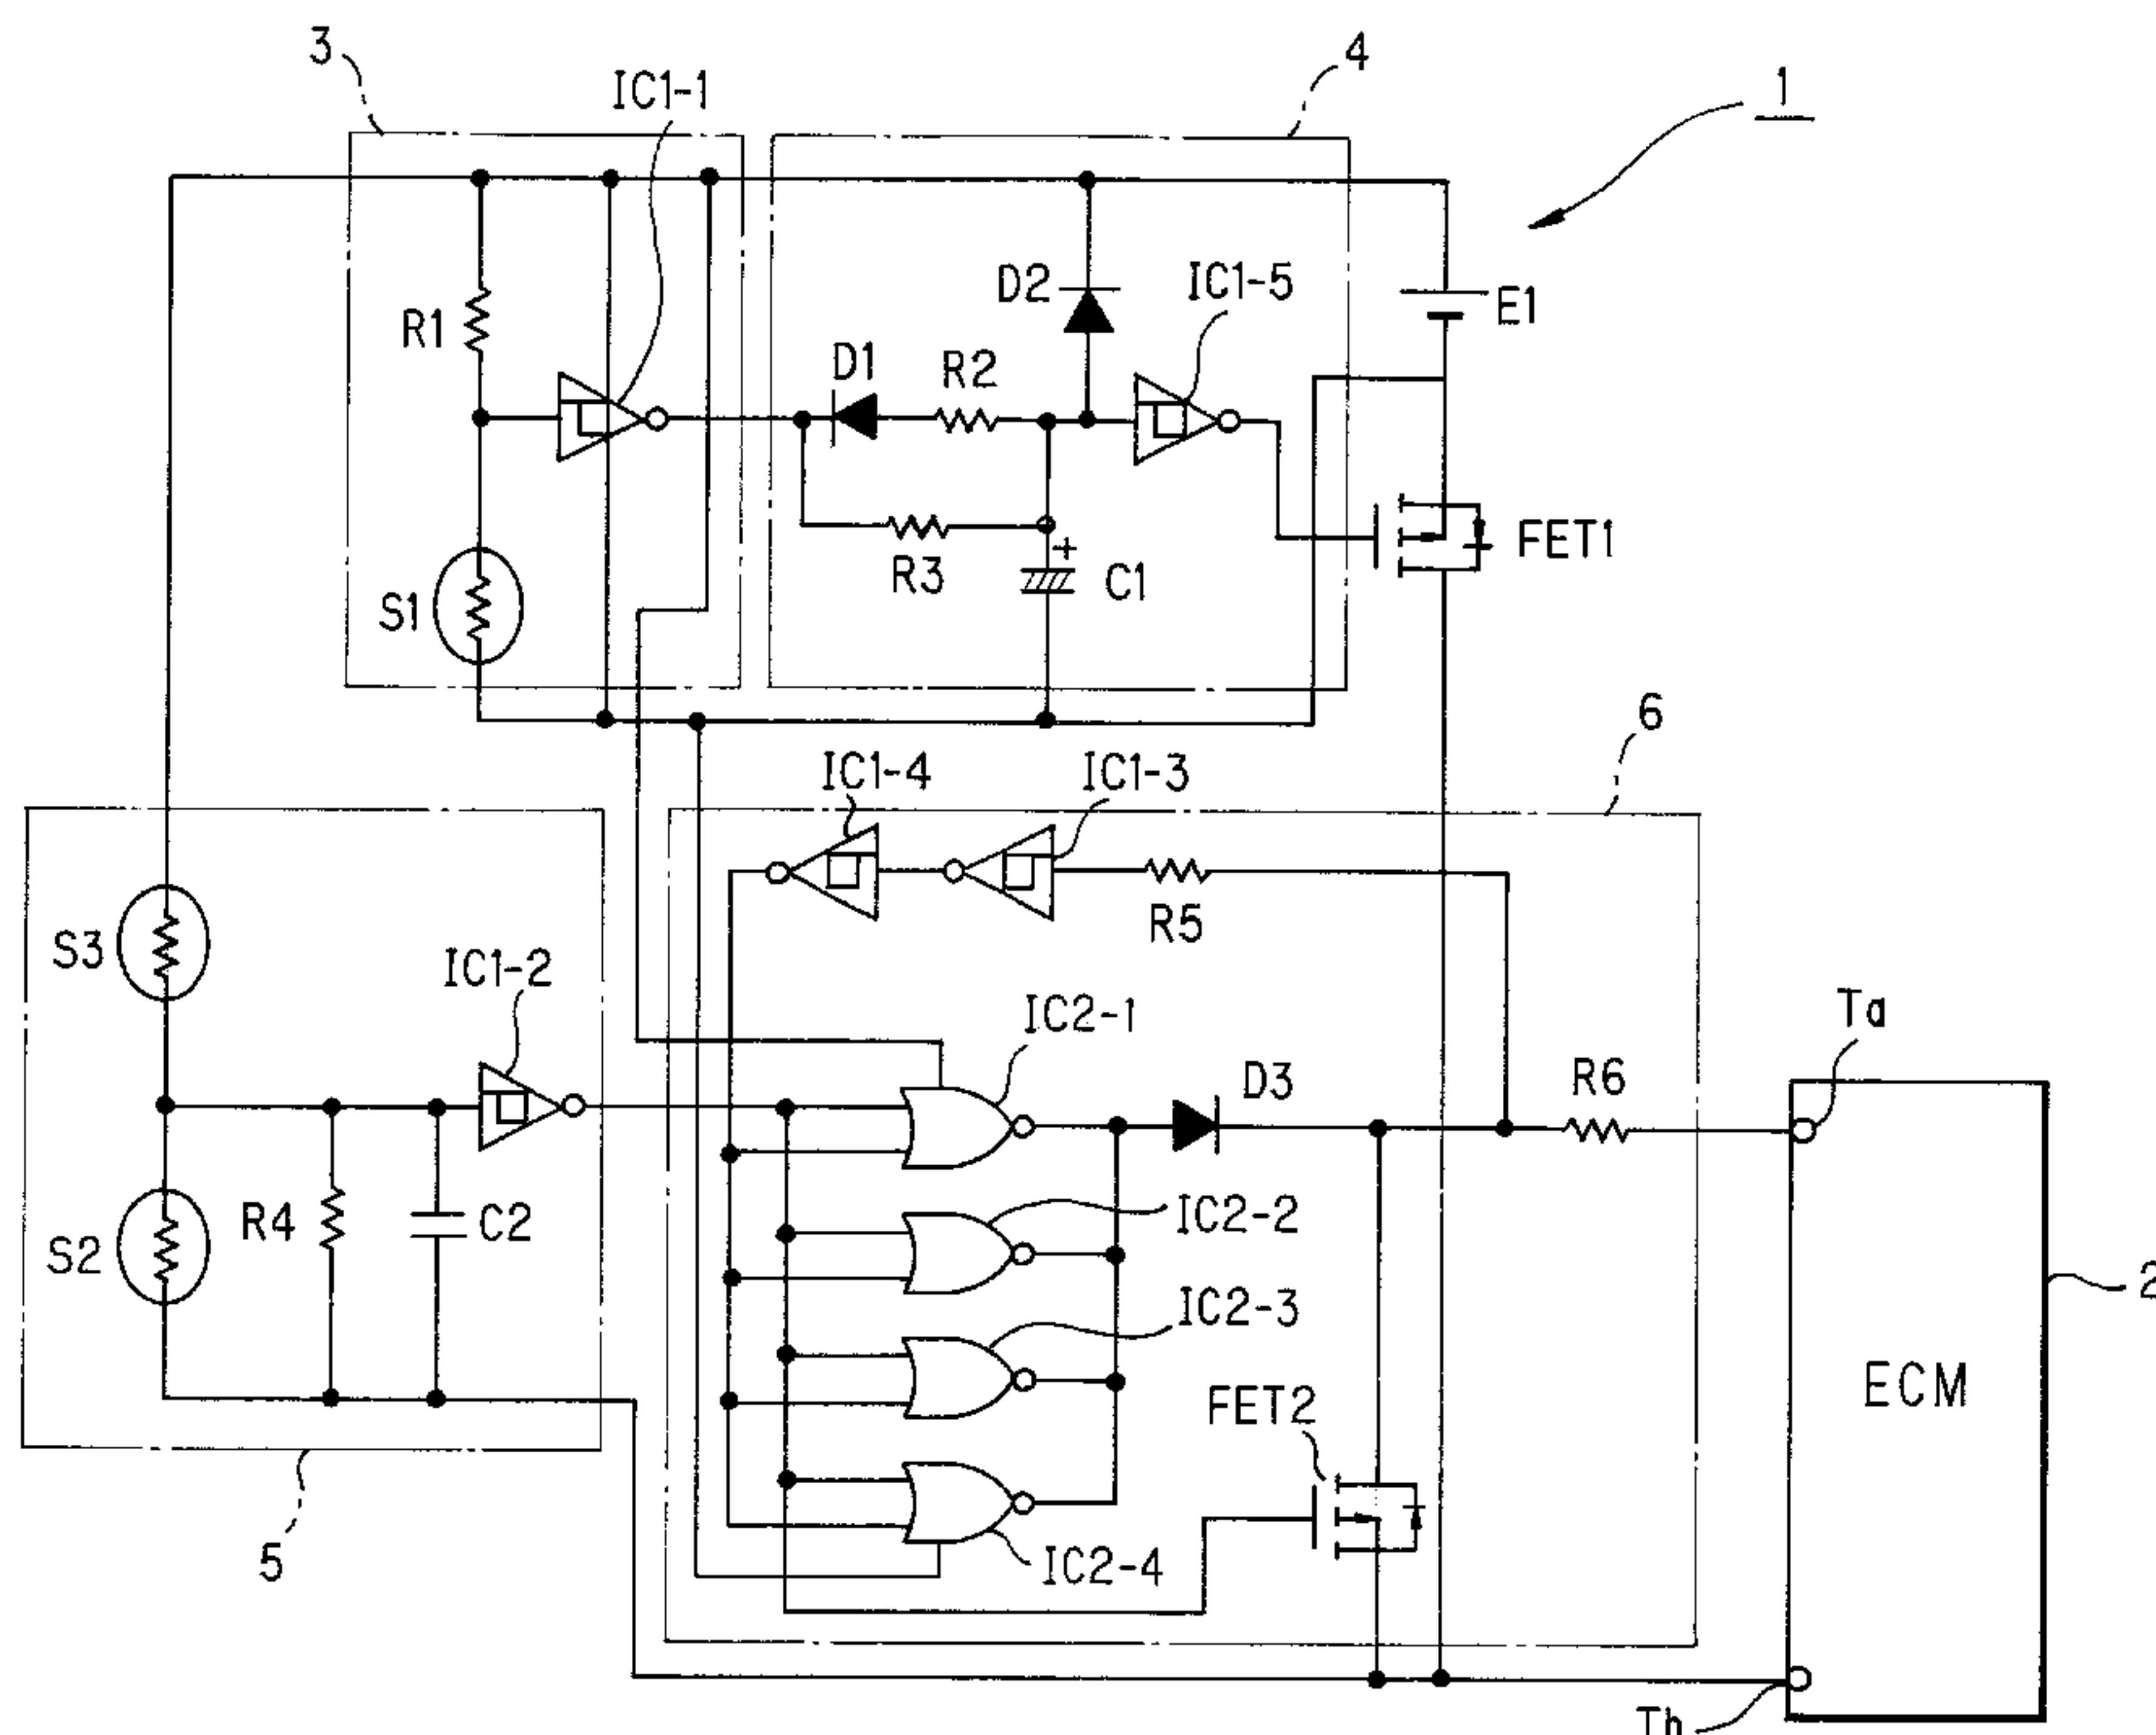 3
IC1-1
4
1
D2
IC1-5
E1
R1
D1
R2
FET1
R3
C1
S1
6
IC1-4
IC1-3
R5
S3
IC1-2
IC2-1
D3
R6
Ta
R4
C2
S2
IC2-2
IC2-3
2
FET2
ECM
IC2-4
5